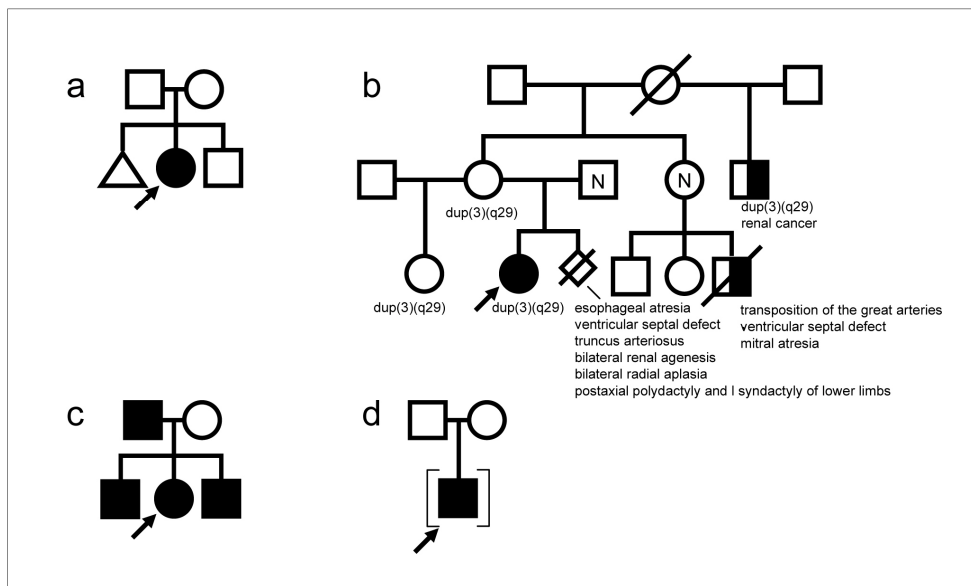 a
b
N
N
dup(3)(q29)
dup(3)(q29)
renal cancer
dup(3)(q29)
dup(3)(q29)
esophageal atresia
ventricular septal defect
truncus arteriosus
bilateral renal agenesis
bilateral radial aplasia
postaxial polydactyly and I syndactyly of lower limbs
transposition of the great arteries
ventricular septal defect
mitral atresia
c
d